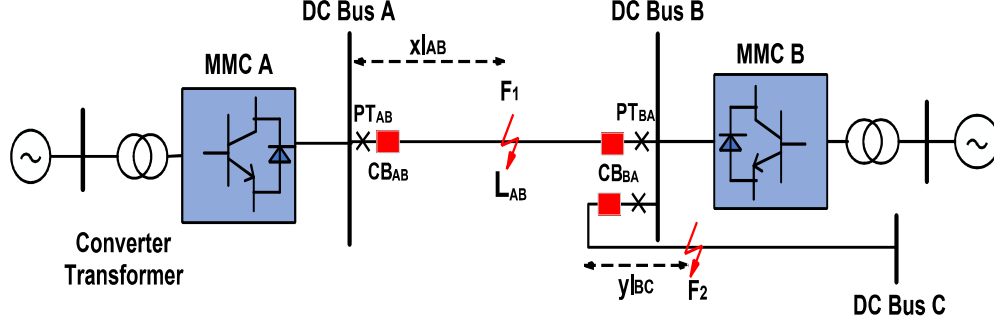 DC Bus A
DC Bus B
xlAB
MMC A
MMC B
F1
PTAB
PTBA
CBAB
LAB
CBBA
Converter
Transformer
ylBC
F2
DC Bus C